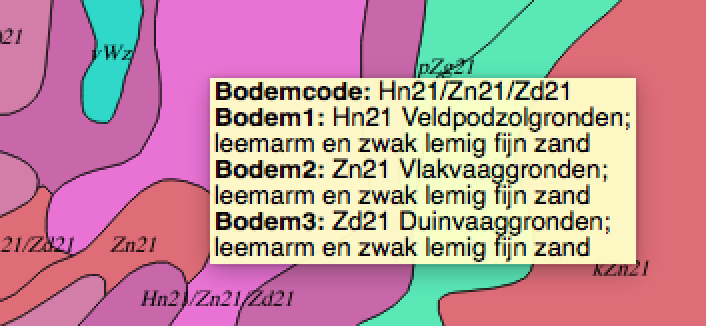 21
vWz
pZg21
Bodemcode: Hn21/Zn21/Zd21
Bodem1: Hn21 Veldpodzolgronden;
leemarm en zwak lemig fijn zand
Bodem2: Zn21 Vlakvaaggronden;
leemarm en zwak lemig fijn zand
Bodem3: Zd21 Duinvaaggronden;
leemarm en zwak lemig fijn zand
21/Zd21
Zn21
kZn21
Hn21/Zn21/Zd21